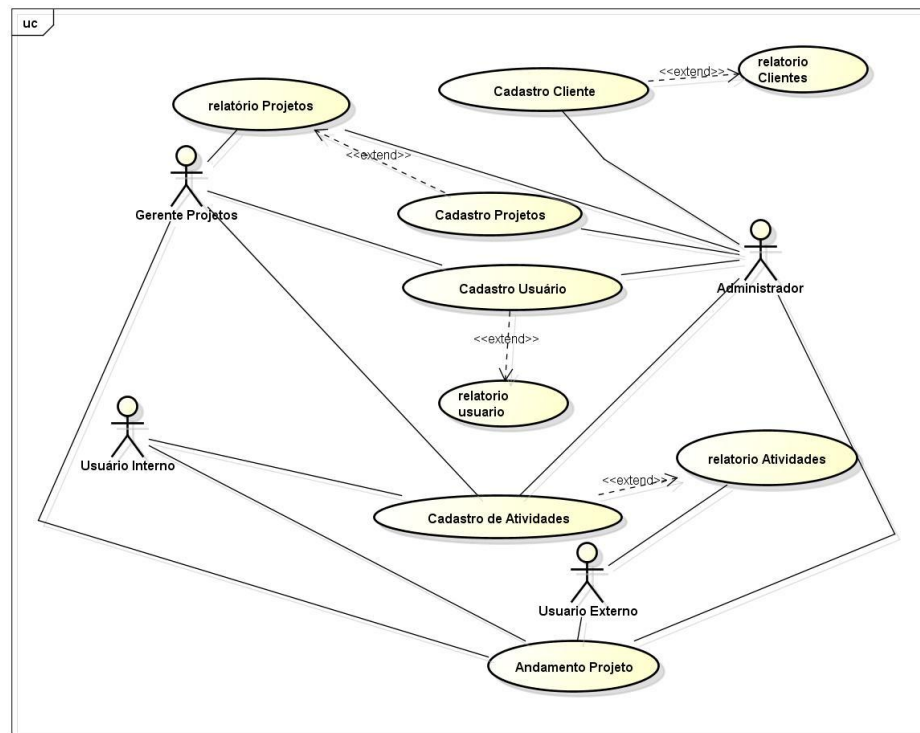 uc
relatorio
Clientes
<<extend>>
Cadastro Cliente
relatório Projetos
<<extend>>
Gerente Projetos
Cadastro Projetos
Cadastro Usuário
Administrador
<<extend>>
relatorio
usuario
Usuário Interno
relatorio Atividades
<<extend>>
Cadastro de Atividades
Usuario Externo
Andamento Projeto